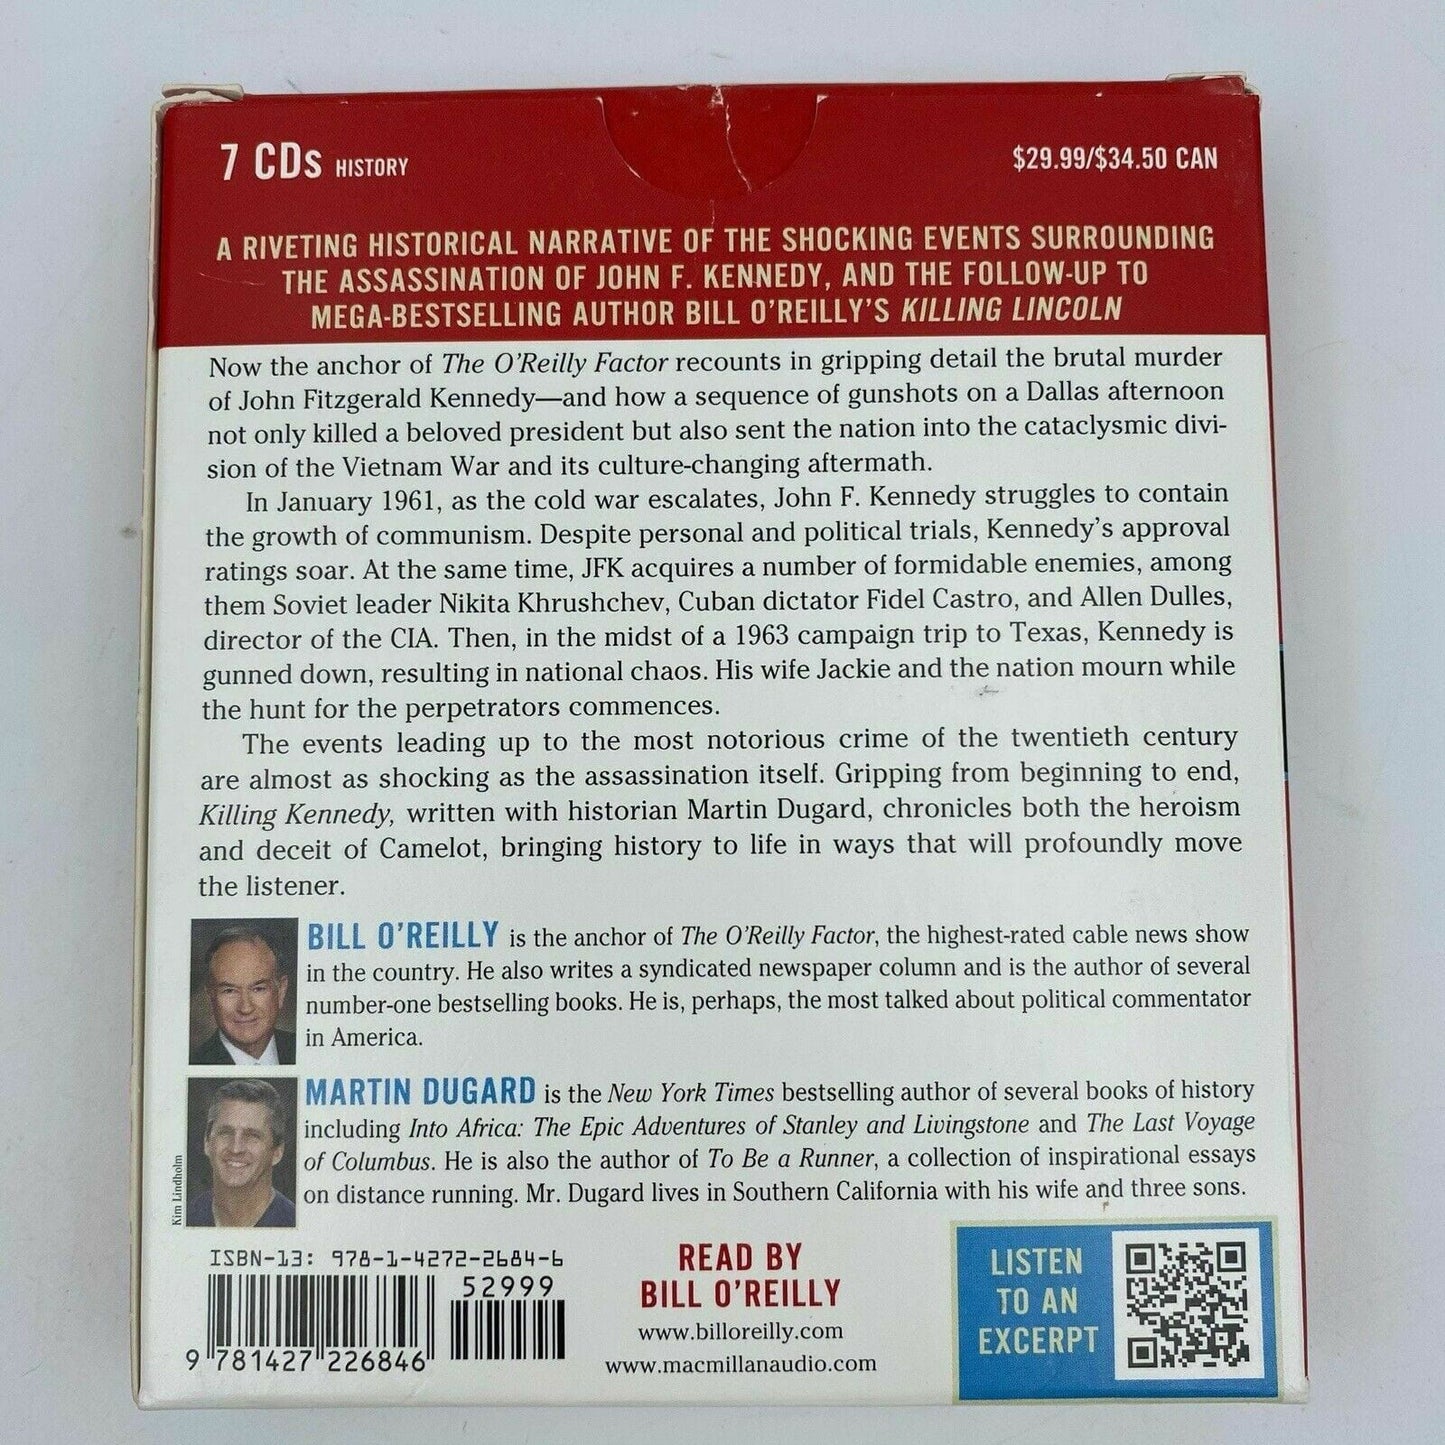 7 CDs HISTORY
$29.99/$34.50 CAN
A RIVETING HISTORICAL NARRATIVE OF THE SHOCKING EVENTS SURROUNDING
THE ASSASSINATION OF JOHN F. KENNEDY, AND THE FOLLOW-UP TO
MEGA-BESTSELLING AUTHOR BILL O'REILLY'S KILLING LINCOLN
Now the anchor of The O'Reilly Factor recounts in gripping detail the brutal murder
of John Fitzgerald Kennedy—and how a sequence of gunshots on a Dallas afternoon
not only killed a beloved president but also sent the nation into the cataclysmic divi-
sion of the Vietnam War and its culture-changing aftermath.
In January 1961, as the cold war escalates, John F. Kennedy struggles to contain
the growth of communism. Despite personal and political trials, Kennedy's approval
ratings soar. At the same time, JFK acquires a number of formidable enemies, among
them Soviet leader Nikita Khrushchev, Cuban dictator Fidel Castro, and Allen Dulles,
director of the CIA. Then, in the midst of a 1963 campaign trip to Texas, Kennedy is
gunned down, resulting in national chaos. His wife Jackie and the nation mourn while
the hunt for the perpetrators commences.
The events leading up to the most notorious crime of the twentieth century
are almost as shocking as the assassination itself. Gripping from beginning to end,
Killing Kennedy, written with historian Martin Dugard, chronicles both the heroism
and deceit of Camelot, bringing history to life in ways that will profoundly move
the listener.
BILL O'REILLY is the anchor of The O'Reilly Factor, the highest-rated cable news show
in the country. He also writes a syndicated newspaper column and is the author of several
number-one bestselling books. He is, perhaps, the most talked about political commentator
in America.
MARTIN DUGARD is the New York Times bestselling author of several books of history
including Into Africa: The Epic Adventures of Stanley and Livingstone and The Last Voyage
of Columbus. He is also the author of To Be a Runner, a collection of inspirational essays
on distance running. Mr. Dugard lives in Southern California with his wife and three sons.
Kim Lindholm
ISBN-13: 978-1-4272-2684-6
52999
9 781427 226846
READ BY
BILL O'REILLY
www.billoreilly.com
www.macmillanaudio.com
LISTEN
TO AN
EXCERPT